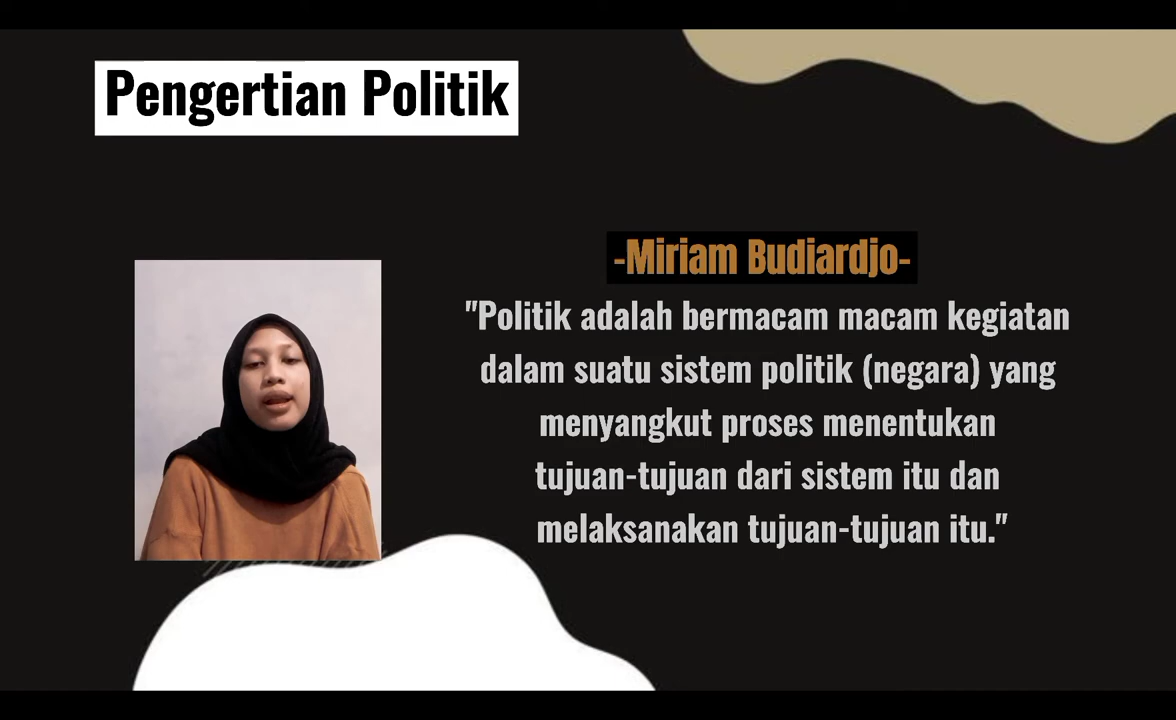 Pengertian Politik
-Miriam Budiardjo-
"Politik adalah bermacam macam kegiatan
dalam suatu sistem politik (negara) yang
menyangkut proses menentukan
tujuan-tujuan dari sistem itu dan
melaksanakan tujuan-tujuan itu."